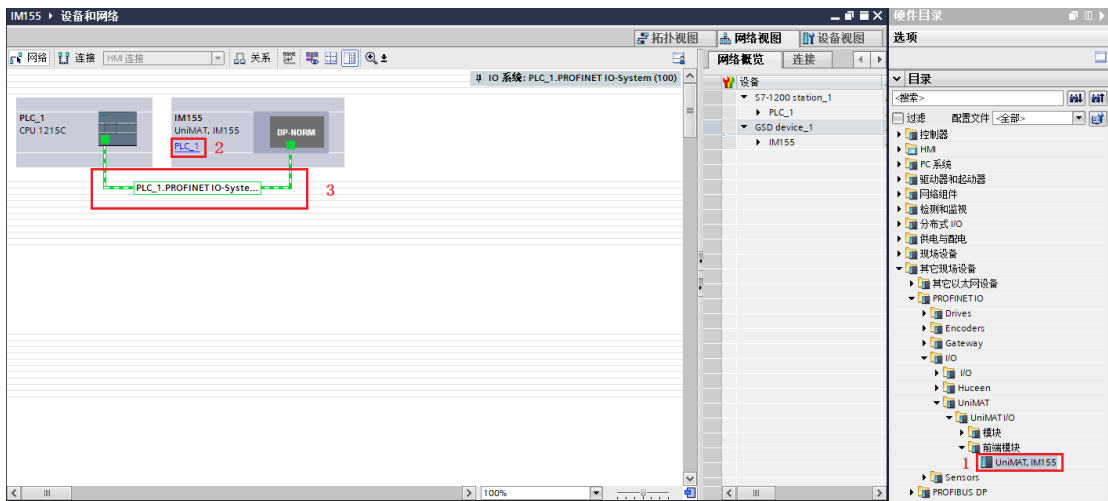 IM155 ▸ 设备和网络
拓扑视图 网络视图 设备视图
网络 连接 HMI 连接 关系
IO 系统: PLC_1.PROFINET IO-System (100)
PLC_1
CPU 1215C
IM155
UniMAT, IM155
PLC_1 2
DP-NORM
PLC_1.PROFINET IO-Syste... 3
100%
网络概览 连接
设备
S7-1200 station_1
PLC_1
GSD device_1
IM155
硬件目录
选项
目录
<搜索>
过滤 配置文件 <全部>
控制器
HMI
PC 系统
驱动器和起动器
网络组件
检测和监视
分布式 I/O
供电与配电
现场设备
其它现场设备
其它以太网设备
PROFINET IO
Drives
Encoders
Gateway
I/O
I/O
Huceen
UniMAT
UniMAT I/O
模块
前端模块
1 UniMAT, IM155
Sensors
PROFIBUS DP